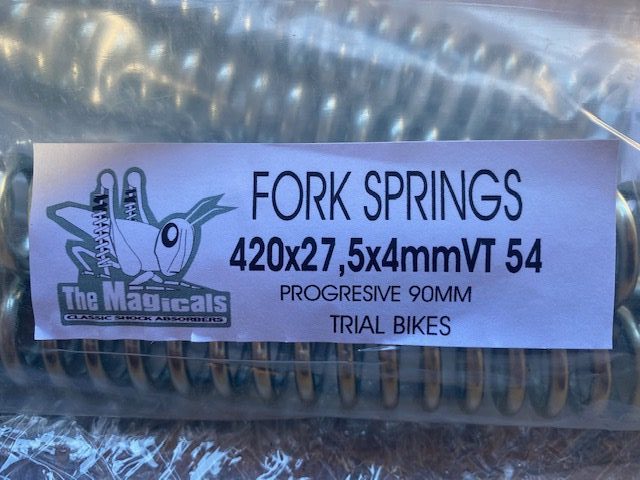 FORK SPRINGS
420x27,5x4mmVT 54
PROGRESIVE 90MM
TRIAL BIKES
The Magicals
CLASSIC SHOCK ABSORBERS